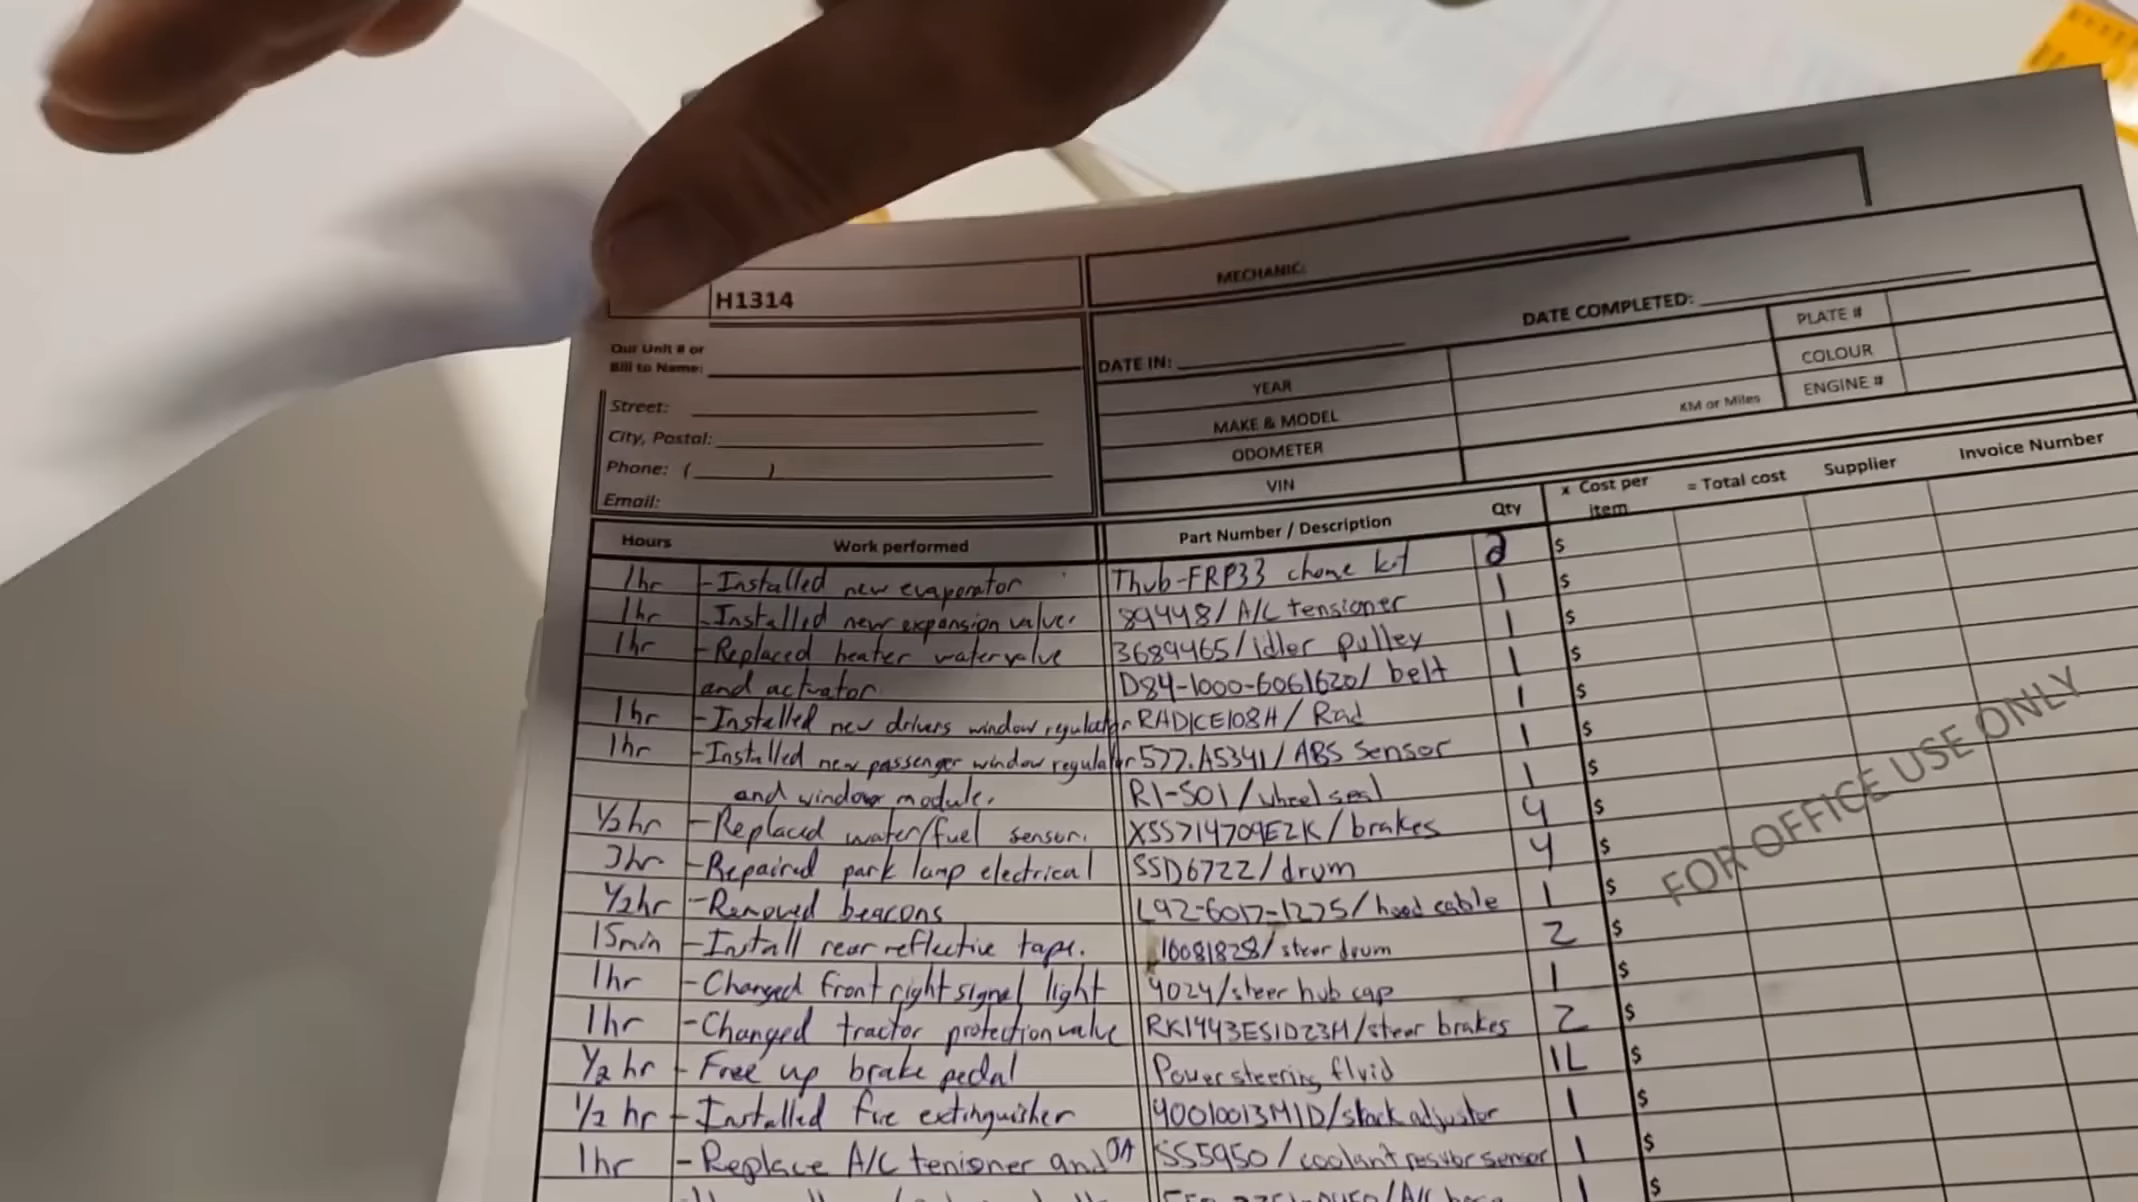 H1314
MECHANIC:
Our Unit # or
Bill to Name:
DATE IN:
DATE COMPLETED:
PLATE #
Street:
YEAR
COLOUR
City, Postal:
MAKE & MODEL
KM or Miles
ENGINE #
Phone: ( )
ODOMETER
Email:
VIN
Hours Work performed Part Number / Description Qty x Cost per item = Total cost Supplier Invoice Number
1hr -Installed new evaporator Thub-FRP33 kit 2 $
1hr -Installed new expansion valve. 89448/ A/C tensioner 1 $
1hr -Replaced heater water valve 3689465/idler pulley 1 $
and actuator D84-1000-6061620/ belt 1 $
1hr -Installed new drivers window regulator RADICE108H / Rad 1 $
1hr -Installed new passenger window regulator 577.A5341/ ABS Sensor 1 $
and window module. R1-S01/wheel seal 1 $
1/2hr -Replaced water/fuel sensor. XSS714709E2K/brakes 4 $
3hr -Repaired park lamp electrical SSD6722/drum 4 $
1/2hr -Removed beacons L92-6017-1275/hood cable 1 $
15min -Install rear reflective tape. 10081828/ steer drum 2 $
1hr -Changed front right signal light 4024/steer hub cap 1 $
1hr -Changed tractor protection valve RK1443ES1D23H/steer brakes 2 $
1/2 hr -Free up brake pedal Power steering fluid 1L $
1/2 hr -Installed fire extinguisher 40010013M1D/slack adjuster 1 $
1hr -Replace A/C tenioner and SS5950/coolant sensor 1 $
/A/C 1 $
FOR OFFICE USE ONLY